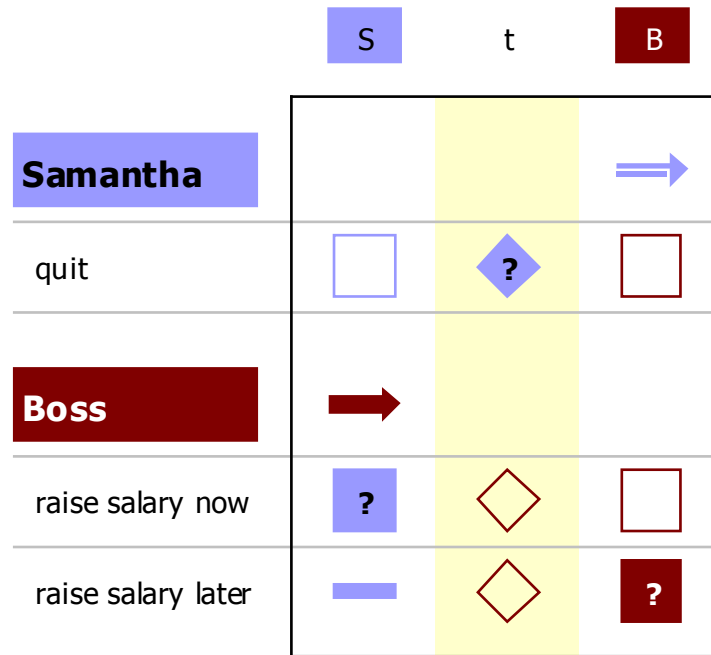 S t B
Samantha
quit ?
Boss
raise salary now ?
raise salary later ?